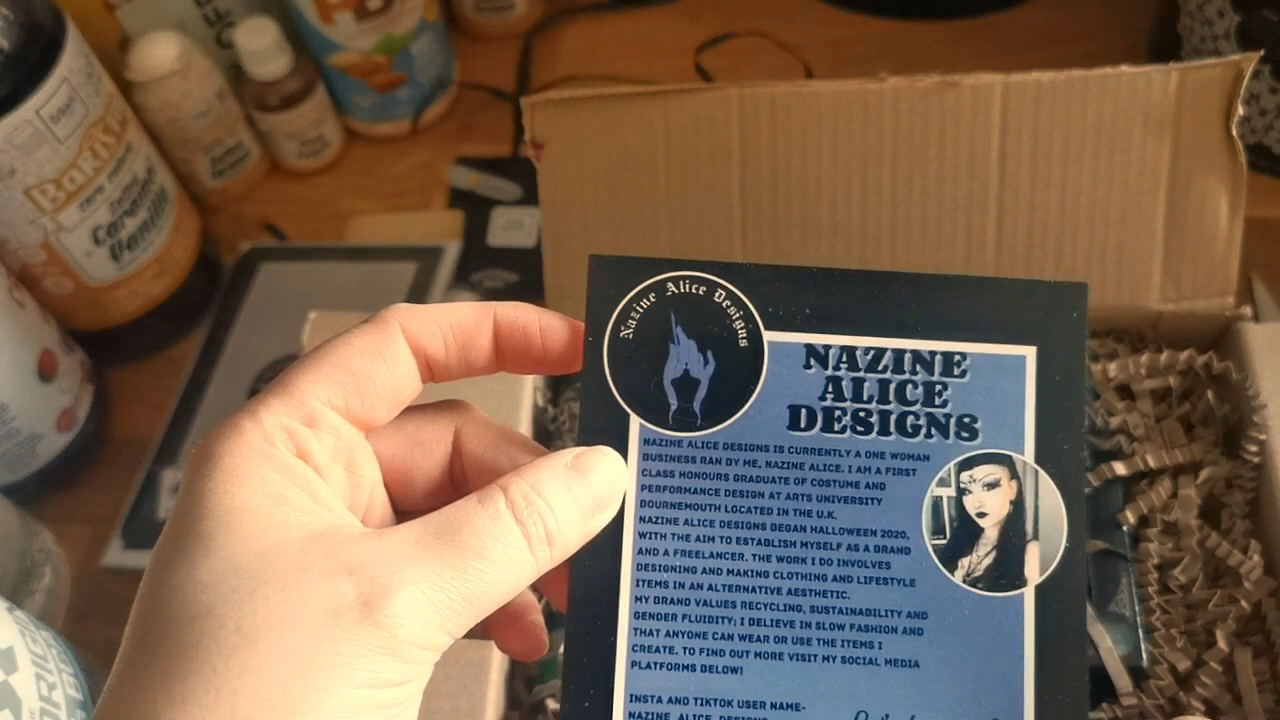 BARISTA
ZERO CALORIE
Caramel
Vanilla
Nazine Alice Designs
NAZINE
ALICE
DESIGNS
NAZINE ALICE DESIGNS IS CURRENTLY A ONE WOMAN
BUSINESS RAN BY ME, NAZINE ALICE. I AM A FIRST
CLASS HONOURS GRADUATE OF COSTUME AND
PERFORMANCE DESIGN AT ARTS UNIVERSITY
BOURNEMOUTH LOCATED IN THE U.K.
NAZINE ALICE DESIGNS BEGAN HALLOWEEN 2020,
WITH THE AIM TO ESTABLISH MYSELF AS A BRAND
AND A FREELANCER. THE WORK I DO INVOLVES
DESIGNING AND MAKING CLOTHING AND LIFESTYLE
ITEMS IN AN ALTERNATIVE AESTHETIC.
MY BRAND VALUES RECYCLING, SUSTAINABILITY AND
GENDER FLUIDITY; I BELIEVE IN SLOW FASHION AND
THAT ANYONE CAN WEAR OR USE THE ITEMS I
CREATE. TO FIND OUT MORE VISIT MY SOCIAL MEDIA
PLATFORMS BELOW!
INSTA AND TIKTOK USER NAME-
NAZINE_ALICE_DESIGNS